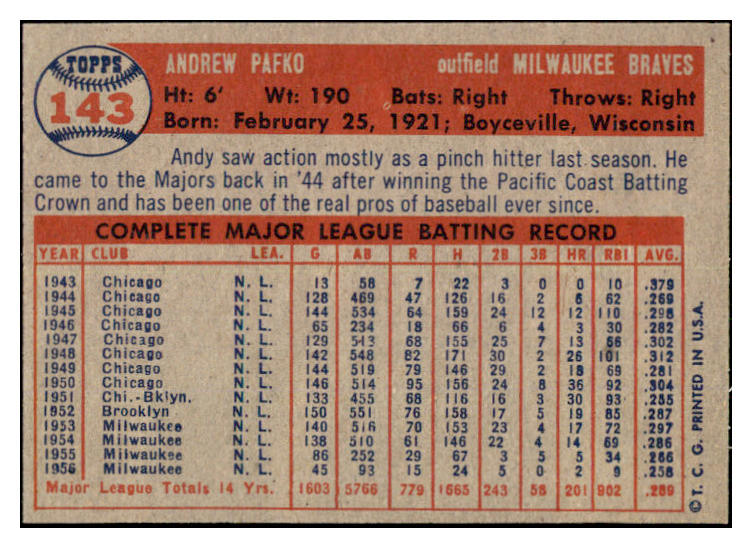 TOPPS
143
ANDREW PAFKO outfield MILWAUKEE BRAVES
Ht: 6' Wt: 190 Bats: Right Throws: Right
Born: February 25, 1921; Boyceville, Wisconsin
Andy saw action mostly as a pinch hitter last season. He
came to the Majors back in '44 after winning the Pacific Coast Batting
Crown and has been one of the real pros of baseball ever since.
COMPLETE MAJOR LEAGUE BATTING RECORD
YEAR CLUB LEA. G AB R H 2B 3B HR RBI AVG.
1943 Chicago N. L. 13 58 7 22 3 0 0 10 .379
1944 Chicago N. L. 128 469 47 126 16 2 6 62 .269
1945 Chicago N. L. 144 534 64 159 24 12 12 110 .298
1946 Chicago N. L. 65 234 18 66 6 4 3 30 .282
1947 Chicago N. L. 129 513 68 155 25 7 13 66 .302
1948 Chicago N. L. 142 548 82 171 30 2 26 101 .312
1949 Chicago N. L. 144 519 79 146 29 2 18 69 .281
1950 Chicago N. L. 146 514 95 156 24 8 36 92 .304
1951 Chi.-Bklyn. N. L. 133 455 68 116 16 3 30 93 .255
1952 Brooklyn N. L. 150 551 76 158 17 5 19 85 .287
1953 Milwaukee N. L. 140 516 70 153 23 4 17 72 .297
1954 Milwaukee N. L. 138 510 61 146 22 4 14 69 .286
1955 Milwaukee N. L. 86 252 29 67 3 5 5 34 .266
1956 Milwaukee N. L. 45 93 15 24 5 0 2 9 .258
Major League Totals 14 Yrs. 1603 5766 779 1665 243 58 201 902 .289
© T. C. G. PRINTED IN U.S.A.